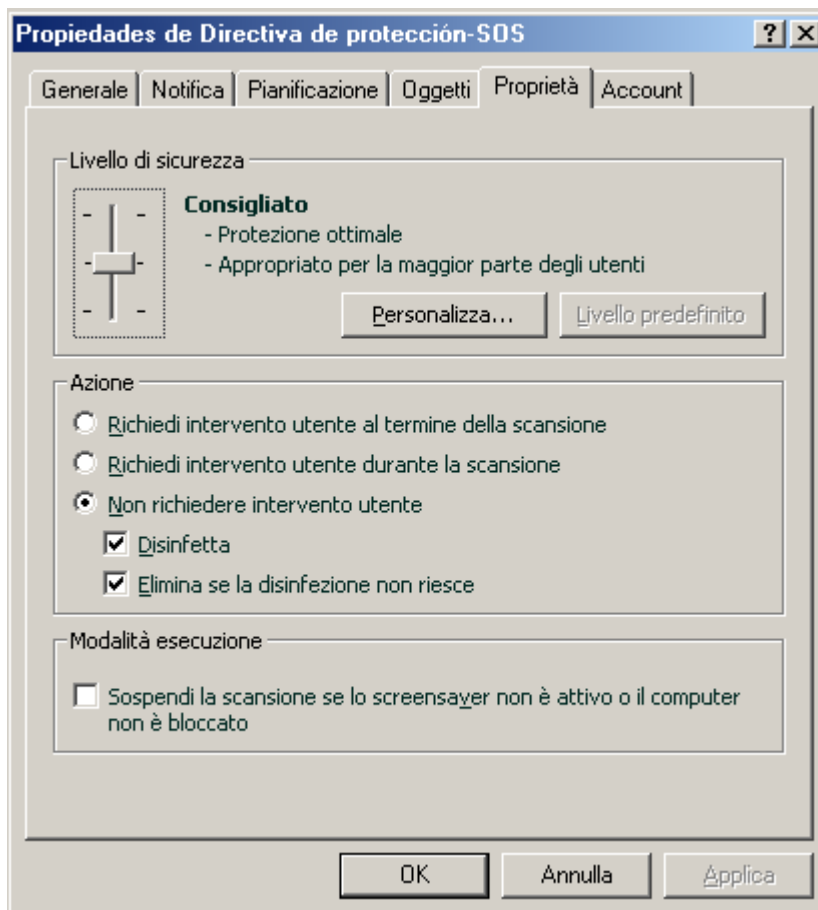 Propiedades de Directiva de protección-SOS
Generale Notifica Pianificazione Oggetti Proprietà Account
Livello di sicurezza
Consigliato
- Protezione ottimale
- Appropriato per la maggior parte degli utenti
Personalizza... Livello predefinito
Azione
Richiedi intervento utente al termine della scansione
Richiedi intervento utente durante la scansione
Non richiedere intervento utente
Disinfetta
Elimina se la disinfezione non riesce
Modalità esecuzione
Sospendi la scansione se lo screensaver non è attivo o il computer
non è bloccato
OK Annulla Applica